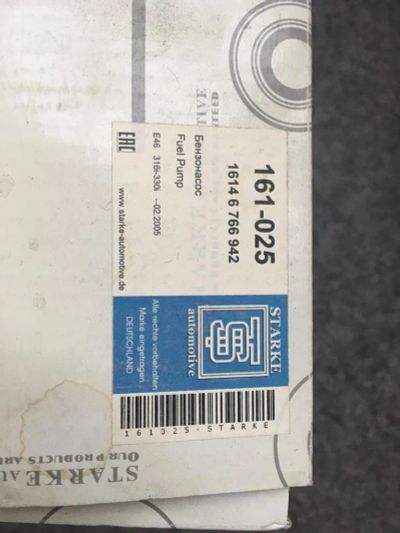 161-025
1614 6 766 942
Бензонасос
Fuel Pump
E46 316i-330i --02.2005
www.starke-automotive.de
EAC
STARKE
automotive
Alle rechte vorbehalten
Marke eingetragen
DEUTSCHLAND
161025-STARKE
STARKE AU
OUR PRODUCTS ARE